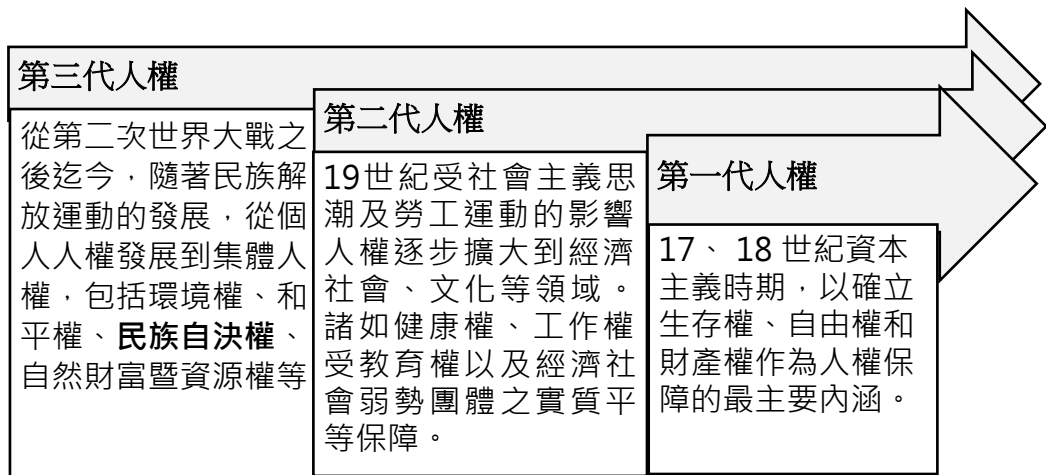 第三代人權
從第二次世界大戰之
後迄今，隨著民族解
放運動的發展，從個
人人權發展到集體人
權，包括環境權、和
平權、民族自決權、
自然財富暨資源權等
第二代人權
19世紀受社會主義思
潮及勞工運動的影響
人權逐步擴大到經濟
社會、文化等領域。
諸如健康權、工作權
受教育權以及經濟社
會弱勢團體之實質平
等保障。
第一代人權
17、 18 世紀資本
主義時期，以確立
生存權、自由權和
財產權作為人權保
障的最主要內涵。